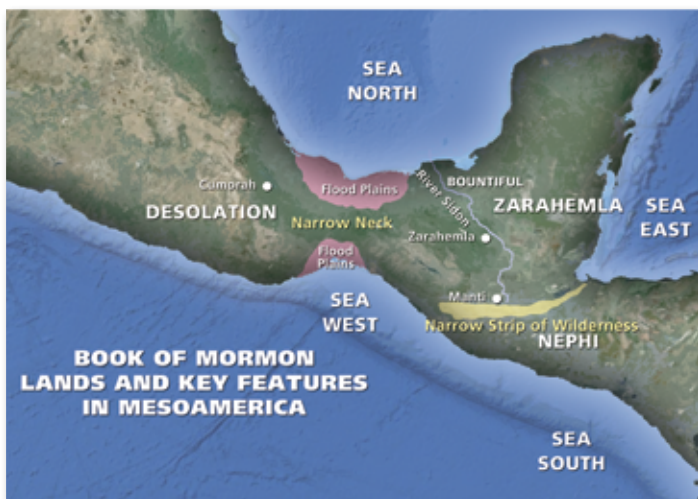 SEA
NORTH
Cumorah
Flood Plains
River Sidon
BOUNTIFUL
DESOLATION
ZARAHEMLA
SEA
EAST
Narrow Neck
Zarahemla
Flood
Plains
SEA
WEST
Manti
Narrow Strip of Wilderness
NEPHI
BOOK OF MORMON
LANDS AND KEY FEATURES
IN MESOAMERICA
SEA
SOUTH